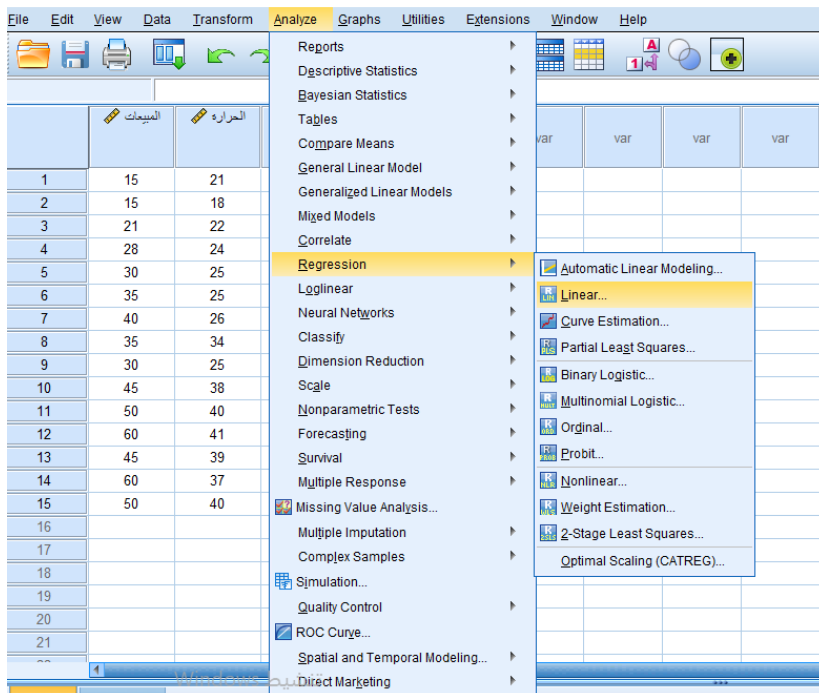 File Edit View Data Transform Analyze Graphs Utilities Extensions Window Help
Reports
Descriptive Statistics
Bayesian Statistics
Tables
Compare Means
General Linear Model
Generalized Linear Models
Mixed Models
Correlate
Regression
Loglinear
Neural Networks
Classify
Dimension Reduction
Scale
Nonparametric Tests
Forecasting
Survival
Multiple Response
Missing Value Analysis...
Multiple Imputation
Complex Samples
Simulation...
Quality Control
ROC Curve...
Spatial and Temporal Modeling...
Direct Marketing
Automatic Linear Modeling...
Linear...
Curve Estimation...
Partial Least Squares...
Binary Logistic...
Multinomial Logistic...
Ordinal...
Probit...
Nonlinear...
Weight Estimation...
2-Stage Least Squares...
Optimal Scaling (CATREG)...
المبيعات الحراره var var var var
1 15 21
2 15 18
3 21 22
4 28 24
5 30 25
6 35 25
7 40 26
8 35 34
9 30 25
10 45 38
11 50 40
12 60 41
13 45 39
14 60 37
15 50 40
16
17
18
19
20
21
تنشيط Windows